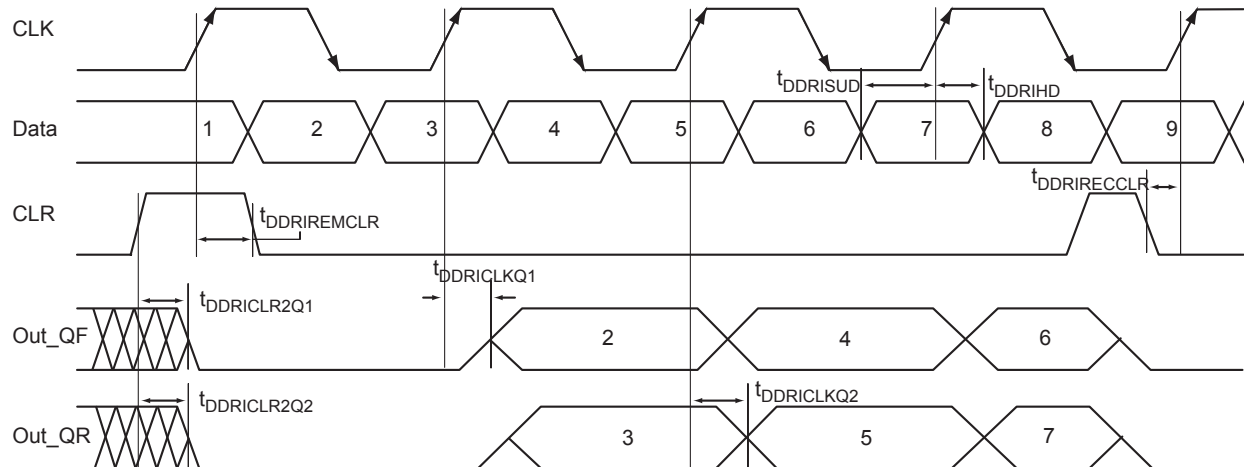 CLK
tDDRISUD
tDDRIHD
Data
1 2 3 4 5 6 7 8 9
tDDRIRECCLR
CLR
tDDRIREMCLR
tDDRICLKQ1
tDDRICLR2Q1
Out_QF
2 4 6
tDDRICLR2Q2
tDDRICLKQ2
Out_QR
3 5 7